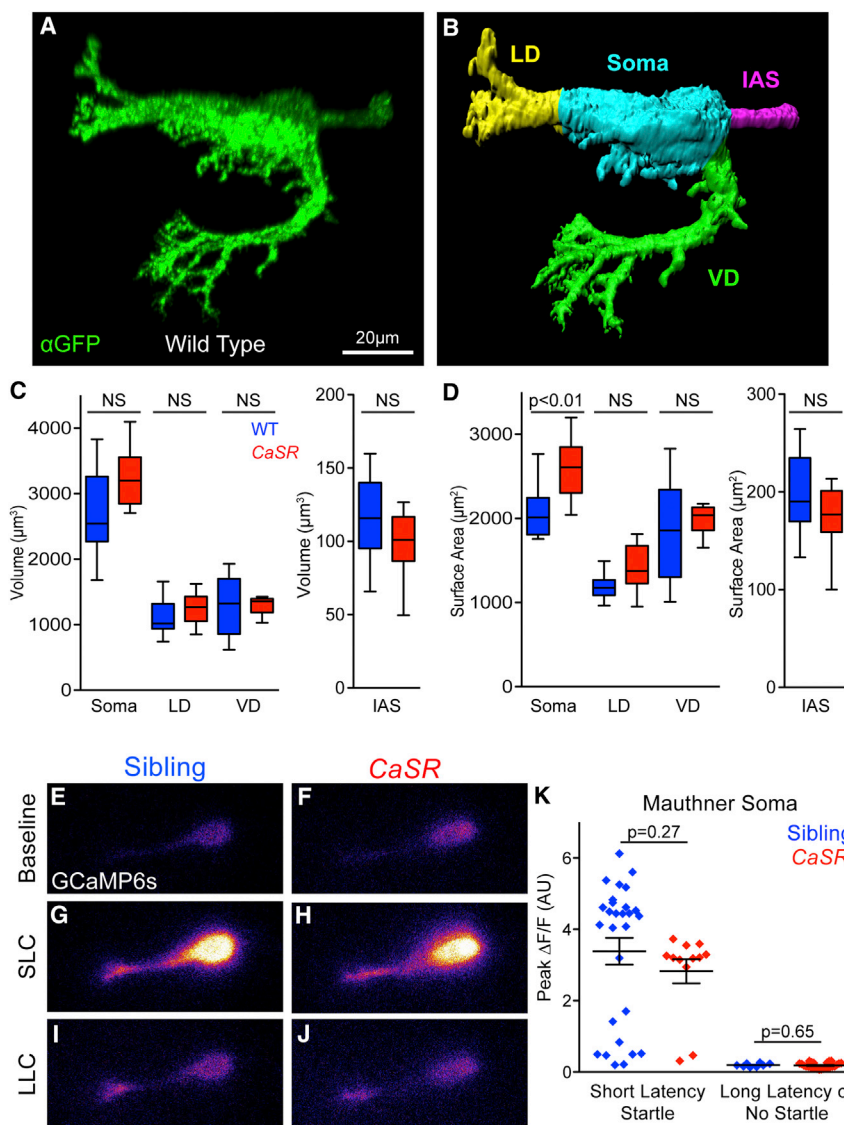 A
αGFP
Wild Type
20μm
B
LD
Soma
IAS
VD
C
NS
NS
NS
WT
CaSR
Volume (μm³)
4000
3000
2000
1000
0
Soma
LD
VD
NS
Volume (μm³)
200
150
100
50
0
IAS
D
p<0.01
NS
NS
Surface Area (μm²)
3000
2000
1000
0
Soma
LD
VD
NS
Surface Area (μm²)
300
200
100
0
IAS
Sibling
CaSR
Baseline
E
GCaMP6s
F
SLC
G
H
LLC
I
J
K
Mauthner Soma
p=0.27
Sibling
CaSR
Peak ΔF/F (AU)
6
4
2
0
p=0.65
Short Latency
Startle
Long Latency
No Startle